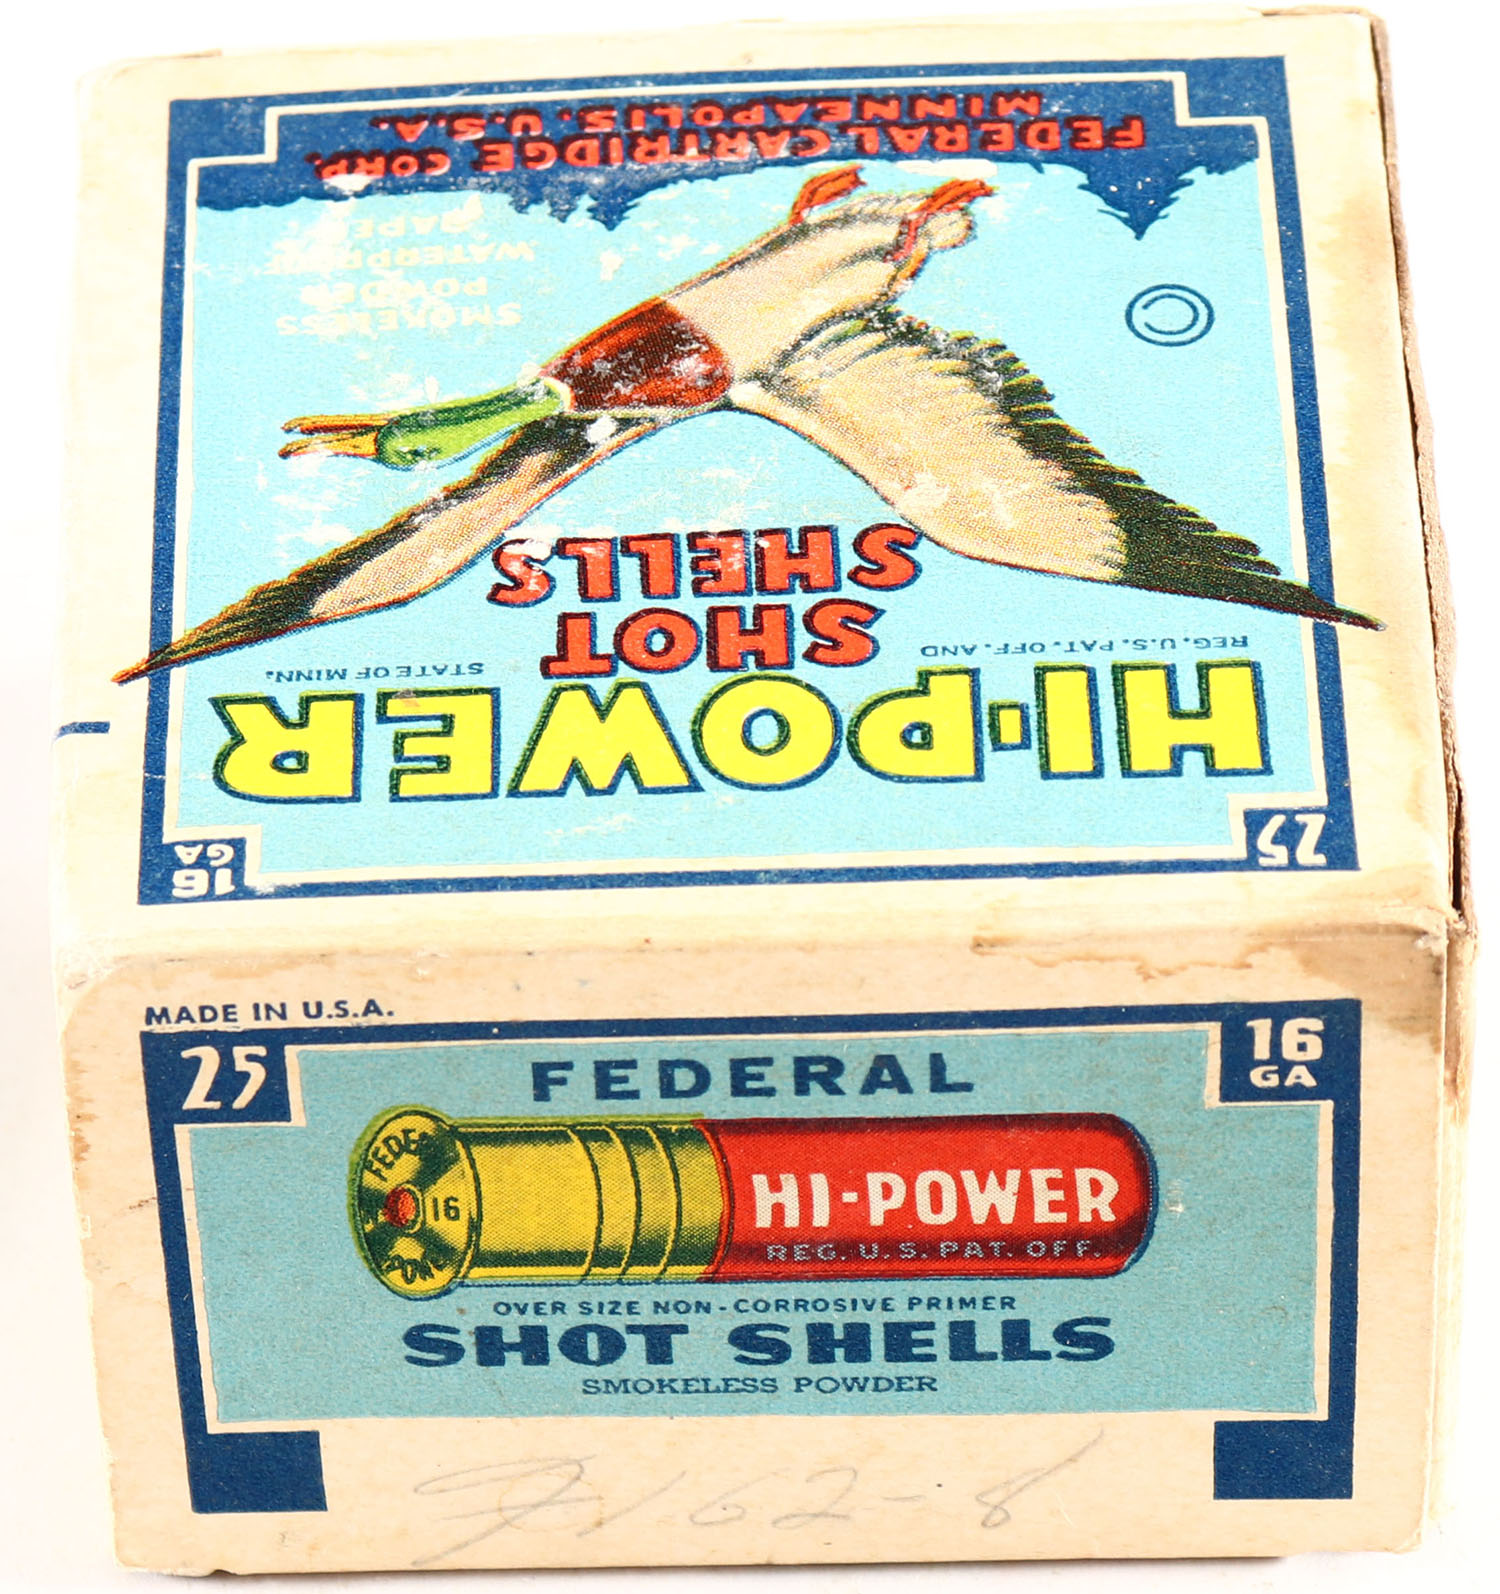 FEDERAL CARTRIDGE CORP.
MINNEAPOLIS. U.S.A.
SMOKELESS
POWDER
WATERPROOF
PAPER
©
SHOT
SHELLS
REG. U.S. PAT. OFF. AND
STATE OF MINN.
HI-POWER
25
16
GA
MADE IN U.S.A.
25
16
GA
FEDERAL
16
HI-POWER
REG. U.S. PAT. OFF.
OVER SIZE NON-CORROSIVE PRIMER
SHOT SHELLS
SMOKELESS POWDER
162-8